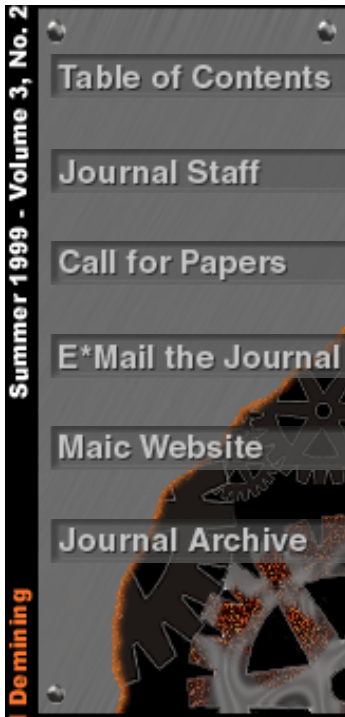 Summer 1999 - Volume 3, No. 2
Demining
Table of Contents
Journal Staff
Call for Papers
E*Mail the Journal
Maic Website
Journal Archive